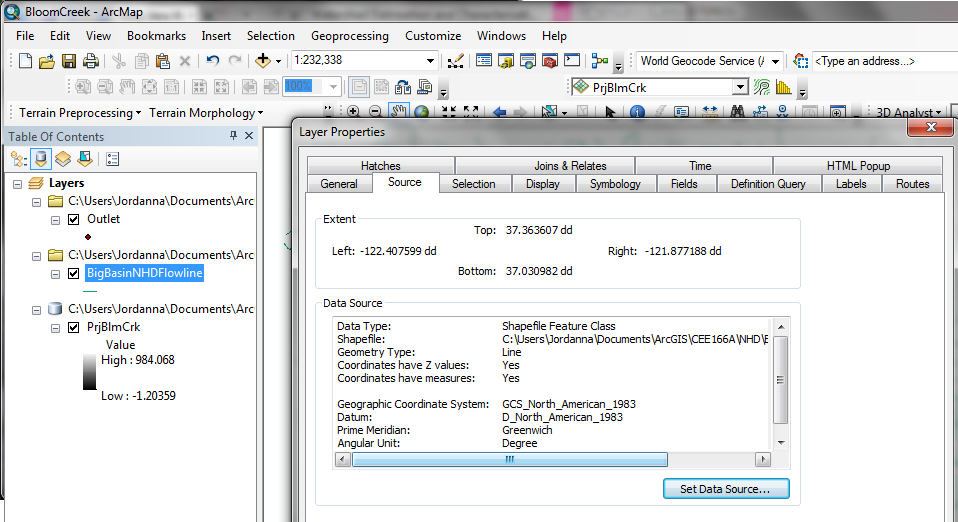 BloomCreek - ArcMap
File Edit View Bookmarks Insert Selection Geoprocessing Customize Windows Help
1:232,338 World Geocode Service (A <Type an address...>
100% PrjBlmCrk
Terrain Preprocessing Terrain Morphology 3D Analyst
Table Of Contents
Layers
C:\Users\Jordanna\Documents\Arc
Outlet
C:\Users\Jordanna\Documents\Arc
BigBasinNHDFlowline
C:\Users\Jordanna\Documents\Arc
PrjBlmCrk
Value
High : 984.068
Low : -1.20359
Layer Properties
Hatches Joins & Relates Time HTML Popup
General Source Selection Display Symbology Fields Definition Query Labels Routes
Extent
Top: 37.363607 dd
Left: -122.407599 dd Right: -121.877188 dd
Bottom: 37.030982 dd
Data Source
Data Type: Shapefile Feature Class
Shapefile: C:\Users\Jordanna\Documents\ArcGIS\CEE166A\NHD\B
Geometry Type: Line
Coordinates have Z values: Yes
Coordinates have measures: Yes
Geographic Coordinate System: GCS_North_American_1983
Datum: D_North_American_1983
Prime Meridian: Greenwich
Angular Unit: Degree
Set Data Source...